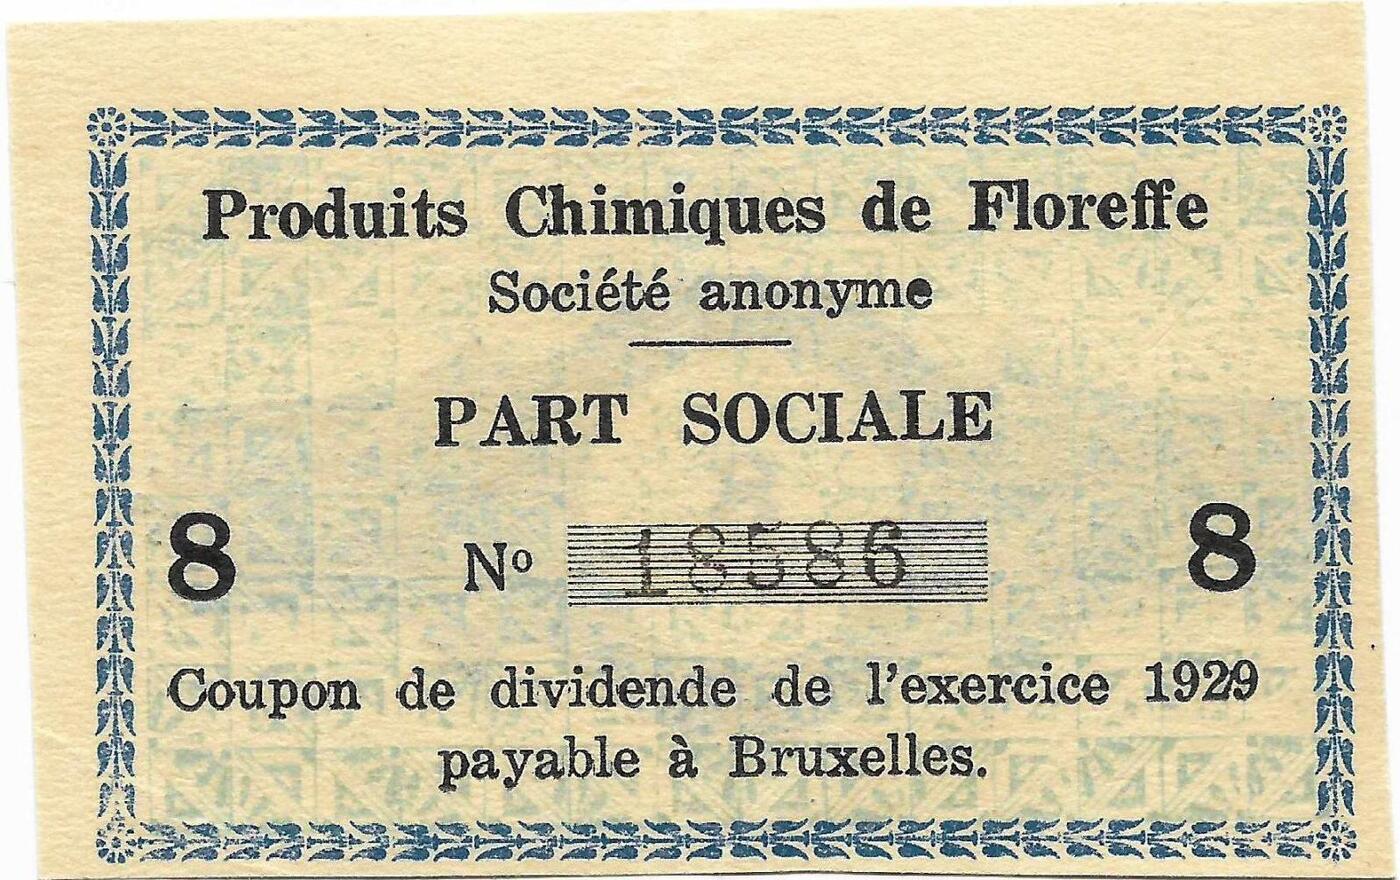 Produits Chimiques de Floreffe
Société anonyme
PART SOCIALE
8 Nº 18586 8
Coupon de dividende de l'exercice 1929
payable à Bruxelles.